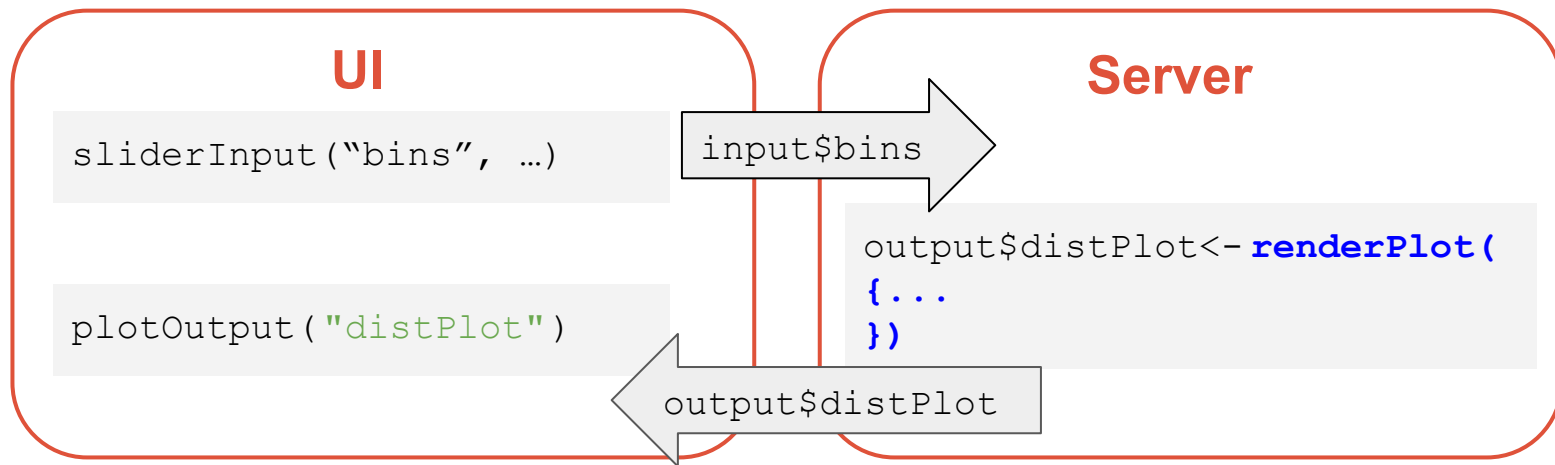 UI
sliderInput(“bins”, …)
plotOutput("distPlot")
input$bins
output$distPlot
Server
output$distPlot<-renderPlot(
{...
})